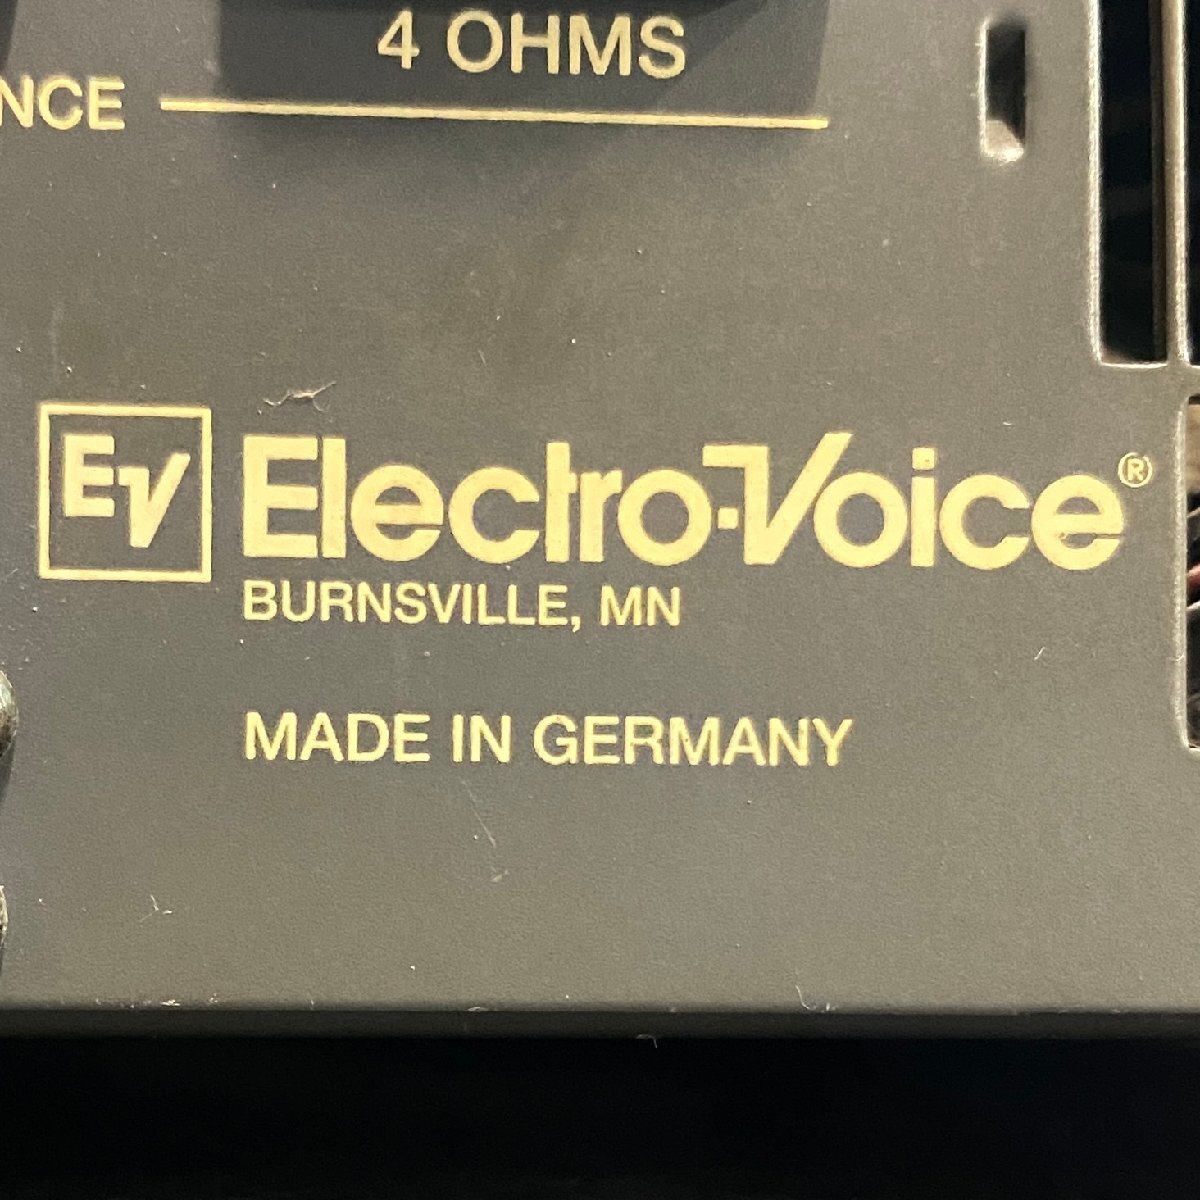 4 OHMS
NCE
EV Electro-Voice®
BURNSVILLE, MN
MADE IN GERMANY